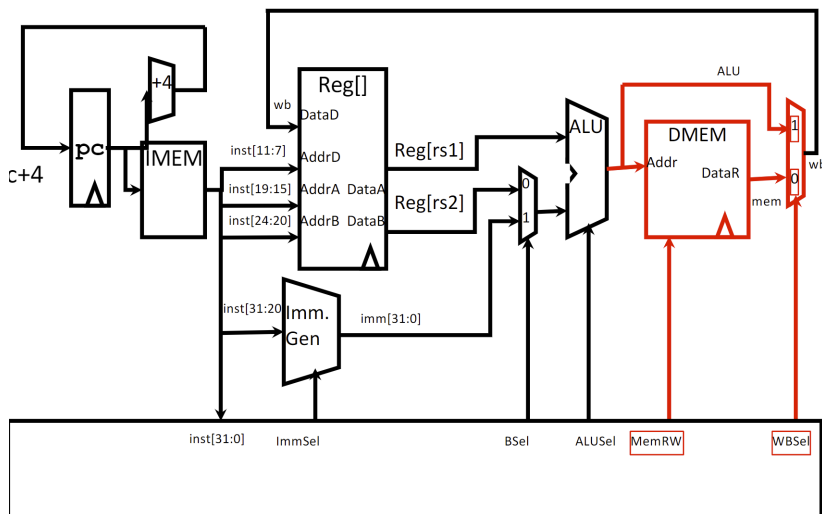 ALU
+4
Reg[]
wb
DataD
ALU
DMEM
1
pc
IMEM
inst[11:7]
AddrD
Reg[rs1]
Addr
DataR
wb
c+4
inst[19:15]
AddrA
DataA
0
0
mem
inst[24:20]
AddrB
DataB
Reg[rs2]
1
inst[31:20]
Imm.
Gen
imm[31:0]
inst[31:0]
ImmSel
BSel
ALUSel
MemRW
WBSel